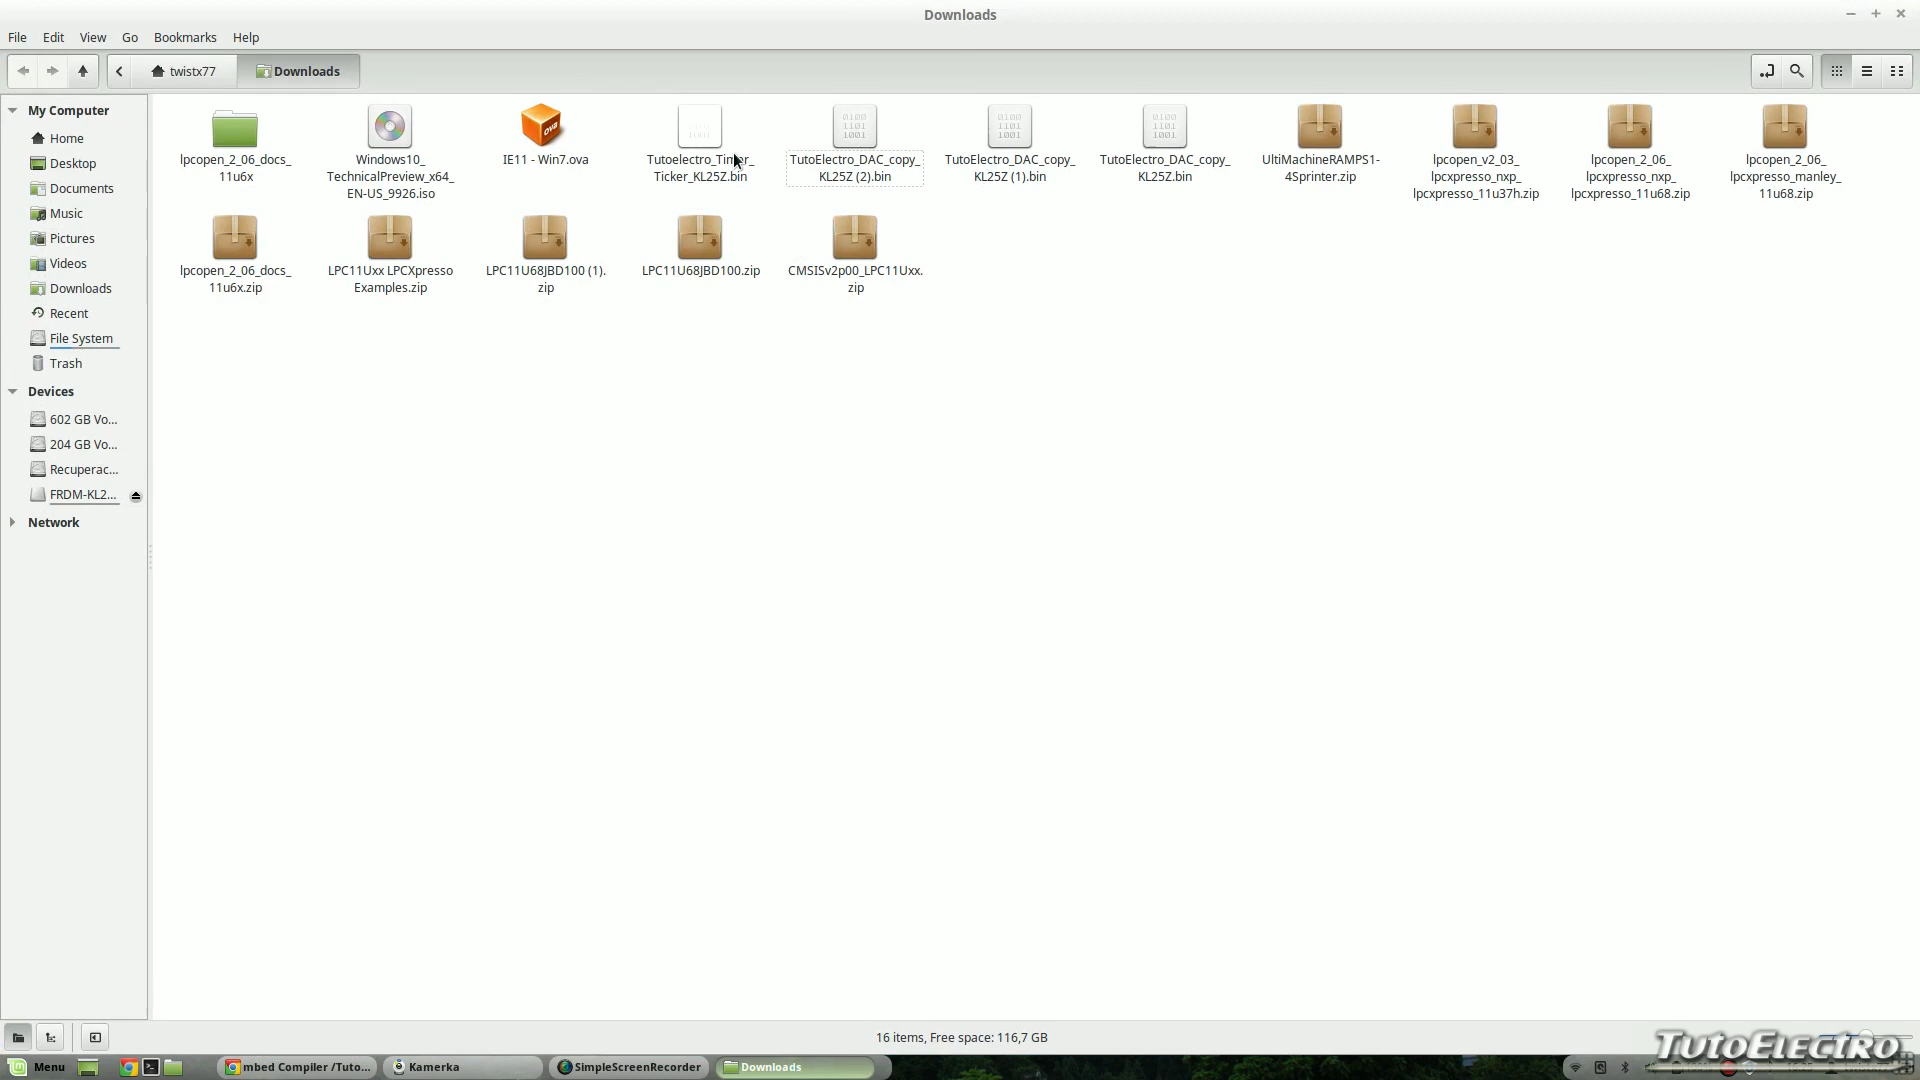 Downloads
File Edit View Go Bookmarks Help
twistx77 Downloads
My Computer
Home
Desktop
Documents
Music
Pictures
Videos
Downloads
Recent
File System
Trash
Devices
602 GB Vo...
204 GB Vo...
Recuperac...
FRDM-KL2...
Network
lpcopen_2_06_docs_
11u6x
Windows10_
TechnicalPreview_x64_
EN-US_9926.iso
IE11 - Win7.ova
Tutoelectro_Timer_
Ticker_KL25Z.bin
TutoElectro_DAC_copy_
KL25Z (2).bin
TutoElectro_DAC_copy_
KL25Z (1).bin
TutoElectro_DAC_copy_
KL25Z.bin
UltiMachineRAMPS1-
4Sprinter.zip
lpcopen_v2_03_
lpcxpresso_nxp_
lpcxpresso_11u37h.zip
lpcopen_2_06_
lpcxpresso_nxp_
lpcxpresso_11u68.zip
lpcopen_2_06_
lpcxpresso_manley_
11u68.zip
lpcopen_2_06_docs_
11u6x.zip
LPC11Uxx LPCXpresso
Examples.zip
LPC11U68JBD100 (1).
zip
LPC11U68JBD100.zip
CMSISv2p00_LPC11Uxx.
zip
16 items, Free space: 116,7 GB
TutoElectro
Menu mbed Compiler /Tuto... Kamerka SimpleScreenRecorder Downloads